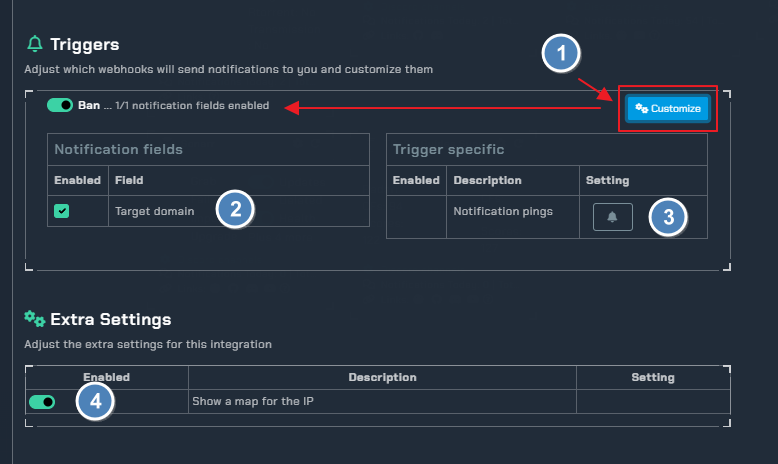 Triggers
1
Adjust which webhooks will send notifications to you and customize them
Ban ... 1/1 notification fields enabled
Customize
Notification fields
Trigger specific
Enabled Field
Enabled Description Setting
Target domain
2
Notification pings
3
Extra Settings
Adjust the extra settings for this integration
Enabled Description Setting
4
Show a map for the IP